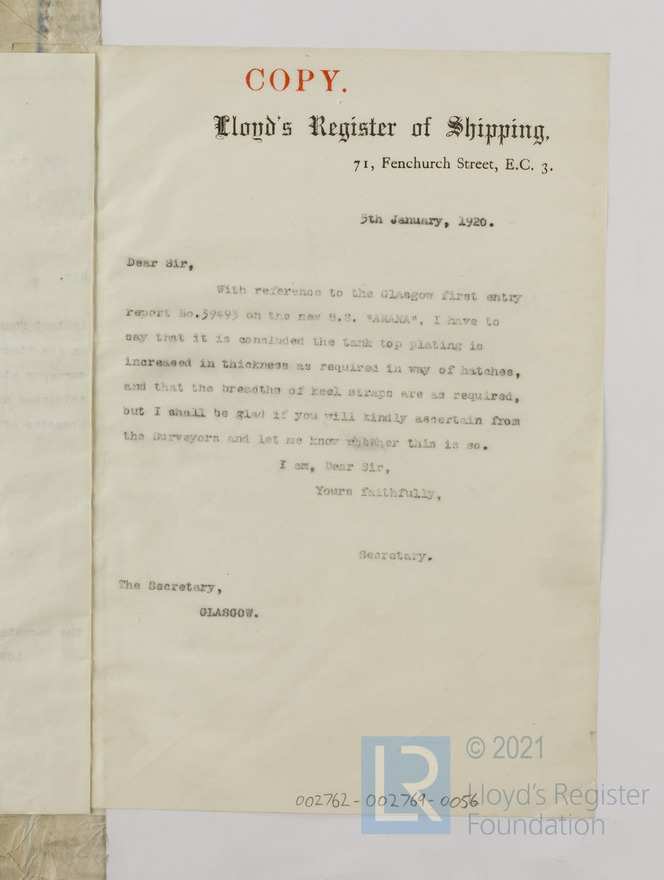 COPY.
Lloyd's Register of Shipping,
71, Fenchurch Street, E.C. 3.
5th January, 1920.
Dear Sir,
With reference to the Glasgow first entry
report No.39493 on the new S.S. "ARANA", I have to
say that it is concluded the tank top plating is
increased in thickness as required in way of hatches,
and that the breadths of keel straps are as required,
but I shall be glad if you will kindly ascertain from
the Surveyors and let me know whether this is so.
I am, Dear Sir,
Yours faithfully,
Secretary.
The Secretary,
GLASGOW.
002762-002769-0056
LR
© 2021
Lloyd's Register
Foundation